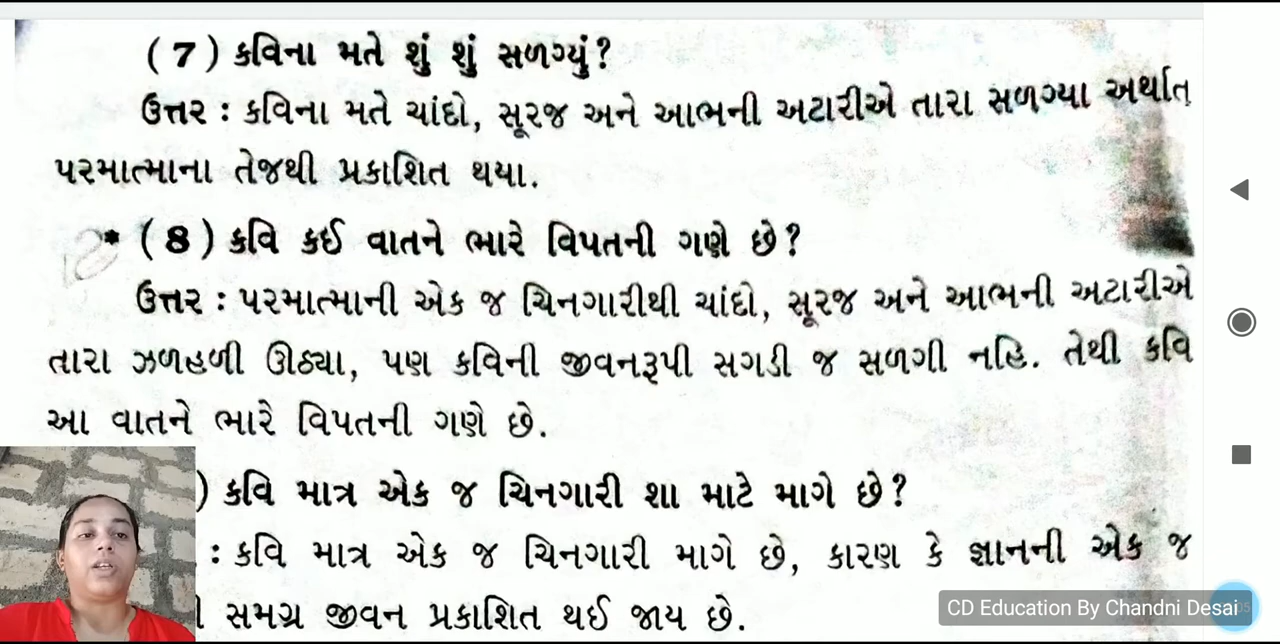 (7) કવિના મતે શું શું સળગ્યું?
ઉત્તર : કવિના મતે ચાંદો, સૂરજ અને આભની અટારીએ તારા સળગ્યા અર્થાત
પરમાત્માના તેજથી પ્રકાશિત થયા.
* (8) કવિ કઈ વાતને ભારે વિપતની ગણે છે?
ઉત્તર : પરમાત્માની એક જ ચિનગારીથી ચાંદો, સૂરજ અને આભની અટારીએ
તારા ઝળહળી ઊઠ્યા, પણ કવિની જીવનરૂપી સગડી જ સળગી નહિ. તેથી કવિ
આ વાતને ભારે વિપતની ગણે છે.
) કવિ માત્ર એક જ ચિનગારી શા માટે માગે છે?
: કવિ માત્ર એક જ ચિનગારી માગે છે, કારણ કે જ્ઞાનની એક જ
સમગ્ર જીવન પ્રકાશિત થઈ જાય છે.
CD Education By Chandni Desai